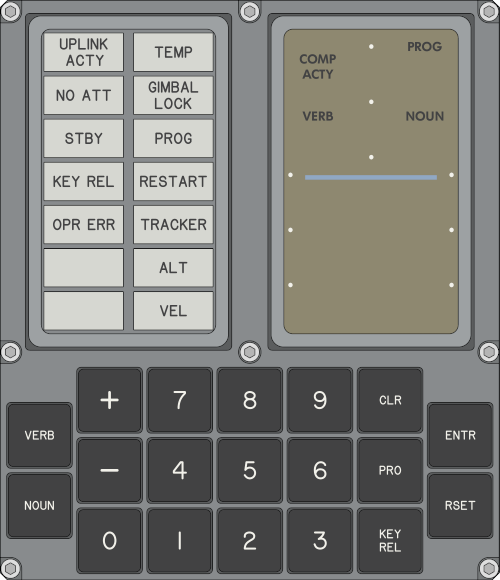 UPLINK
ACTY
TEMP
NO ATT
GIMBAL
LOCK
STBY
PROG
KEY REL
RESTART
OPR ERR
TRACKER
ALT
VEL
COMP
ACTY
PROG
VERB
NOUN
+
7
8
9
CLR
VERB
ENTR
−
4
5
6
PRO
NOUN
RSET
0
1
2
3
KEY
REL